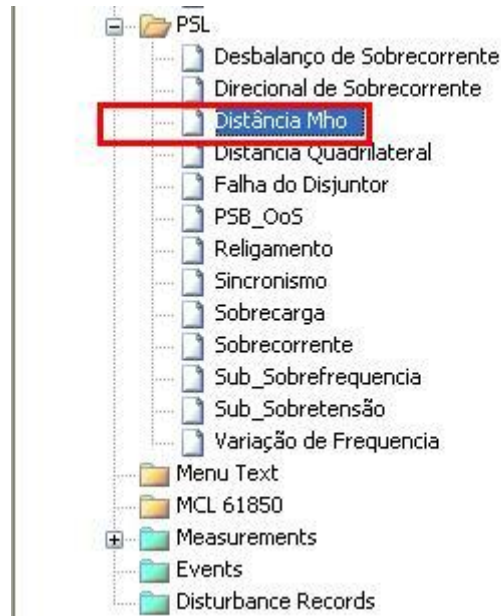 PSL
Desbalanço de Sobrecorrente
Direcional de Sobrecorrente
Distância Mho
Distância Quadrilateral
Falha do Disjuntor
PSB_OoS
Religamento
Sincronismo
Sobrecarga
Sobrecorrente
Sub_Sobrefrequencia
Sub_Sobretensão
Variação de Frequencia
Menu Text
MCL 61850
Measurements
Events
Disturbance Records